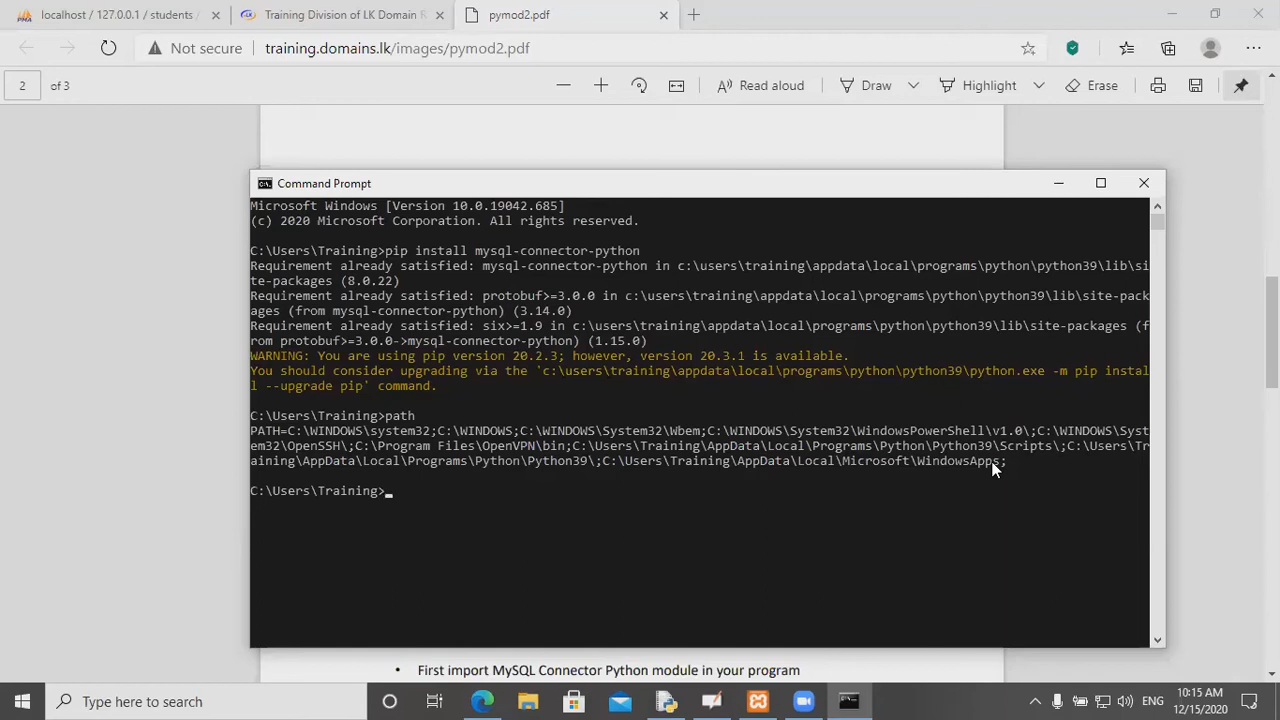 localhost / 127.0.0.1 / students /
Training Division of LK Domain R
pymod2.pdf
Not secure
training.domains.lk/images/pymod2.pdf
2 of 3
Read aloud
Draw
Highlight
Erase
Command Prompt
Microsoft Windows [Version 10.0.19042.685]
(c) 2020 Microsoft Corporation. All rights reserved.
C:\Users\Training>pip install mysql-connector-python
Requirement already satisfied: mysql-connector-python in c:\users\training\appdata\local\programs\python\python39\lib\si
te-packages (8.0.22)
Requirement already satisfied: protobuf>=3.0.0 in c:\users\training\appdata\local\programs\python\python39\lib\site-pack
ages (from mysql-connector-python) (3.14.0)
Requirement already satisfied: six>=1.9 in c:\users\training\appdata\local\programs\python\python39\lib\site-packages (f
rom protobuf>=3.0.0->mysql-connector-python) (1.15.0)
WARNING: You are using pip version 20.2.3; however, version 20.3.1 is available.
You should consider upgrading via the 'c:\users\training\appdata\local\programs\python\python39\python.exe -m pip instal
l --upgrade pip' command.
C:\Users\Training>path
PATH=C:\WINDOWS\system32;C:\WINDOWS;C:\WINDOWS\System32\Wbem;C:\WINDOWS\System32\WindowsPowerShell\v1.0\;C:\WINDOWS\Syst
em32\OpenSSH\;C:\Program Files\OpenVPN\bin;C:\Users\Training\AppData\Local\Programs\Python\Python39\Scripts\;C:\Users\Tr
aining\AppData\Local\Programs\Python\Python39\;C:\Users\Training\AppData\Local\Microsoft\WindowsApps;
C:\Users\Training>
• First import MySQL Connector Python module in your program
Type here to search
ENG
10:15 AM
12/15/2020